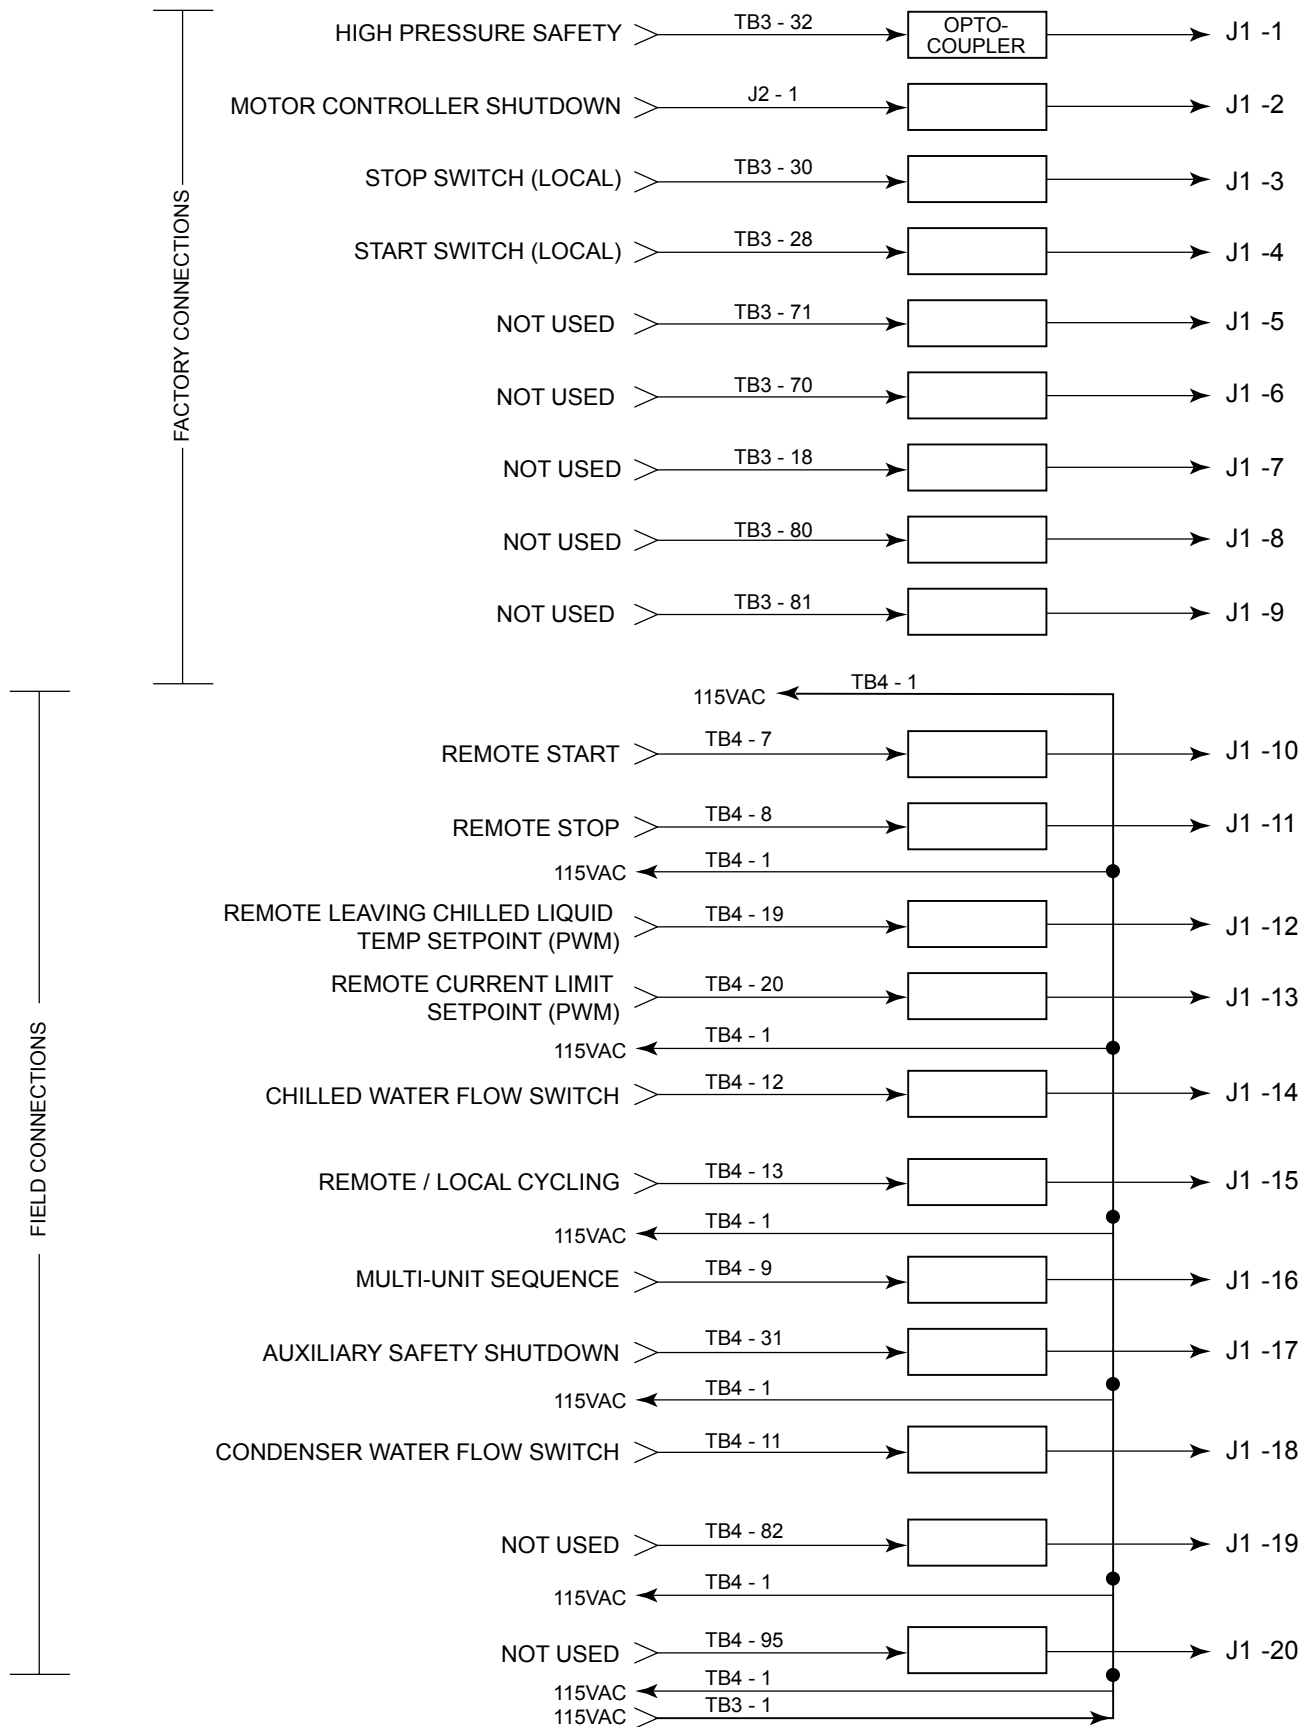 HIGH PRESSURE SAFETY TB3 - 32 OPTO- J1 -1
COUPLER
MOTOR CONTROLLER SHUTDOWN J2 - 1 J1 -2
STOP SWITCH (LOCAL) TB3 - 30 J1 -3
START SWITCH (LOCAL) TB3 - 28 J1 -4
NOT USED TB3 - 71 J1 -5
NOT USED TB3 - 70 J1 -6
NOT USED TB3 - 18 J1 -7
NOT USED TB3 - 80 J1 -8
NOT USED TB3 - 81 J1 -9
FACTORY CONNECTIONS
115VAC TB4 - 1
REMOTE START TB4 - 7 J1 -10
REMOTE STOP TB4 - 8 J1 -11
115VAC TB4 - 1
REMOTE LEAVING CHILLED LIQUID TB4 - 19 J1 -12
TEMP SETPOINT (PWM)
REMOTE CURRENT LIMIT TB4 - 20 J1 -13
SETPOINT (PWM)
115VAC TB4 - 1
CHILLED WATER FLOW SWITCH TB4 - 12 J1 -14
REMOTE / LOCAL CYCLING TB4 - 13 J1 -15
115VAC TB4 - 1
MULTI-UNIT SEQUENCE TB4 - 9 J1 -16
AUXILIARY SAFETY SHUTDOWN TB4 - 31 J1 -17
115VAC TB4 - 1
CONDENSER WATER FLOW SWITCH TB4 - 11 J1 -18
NOT USED TB4 - 82 J1 -19
115VAC TB4 - 1
NOT USED TB4 - 95 J1 -20
115VAC TB4 - 1
115VAC TB3 - 1
FIELD CONNECTIONS